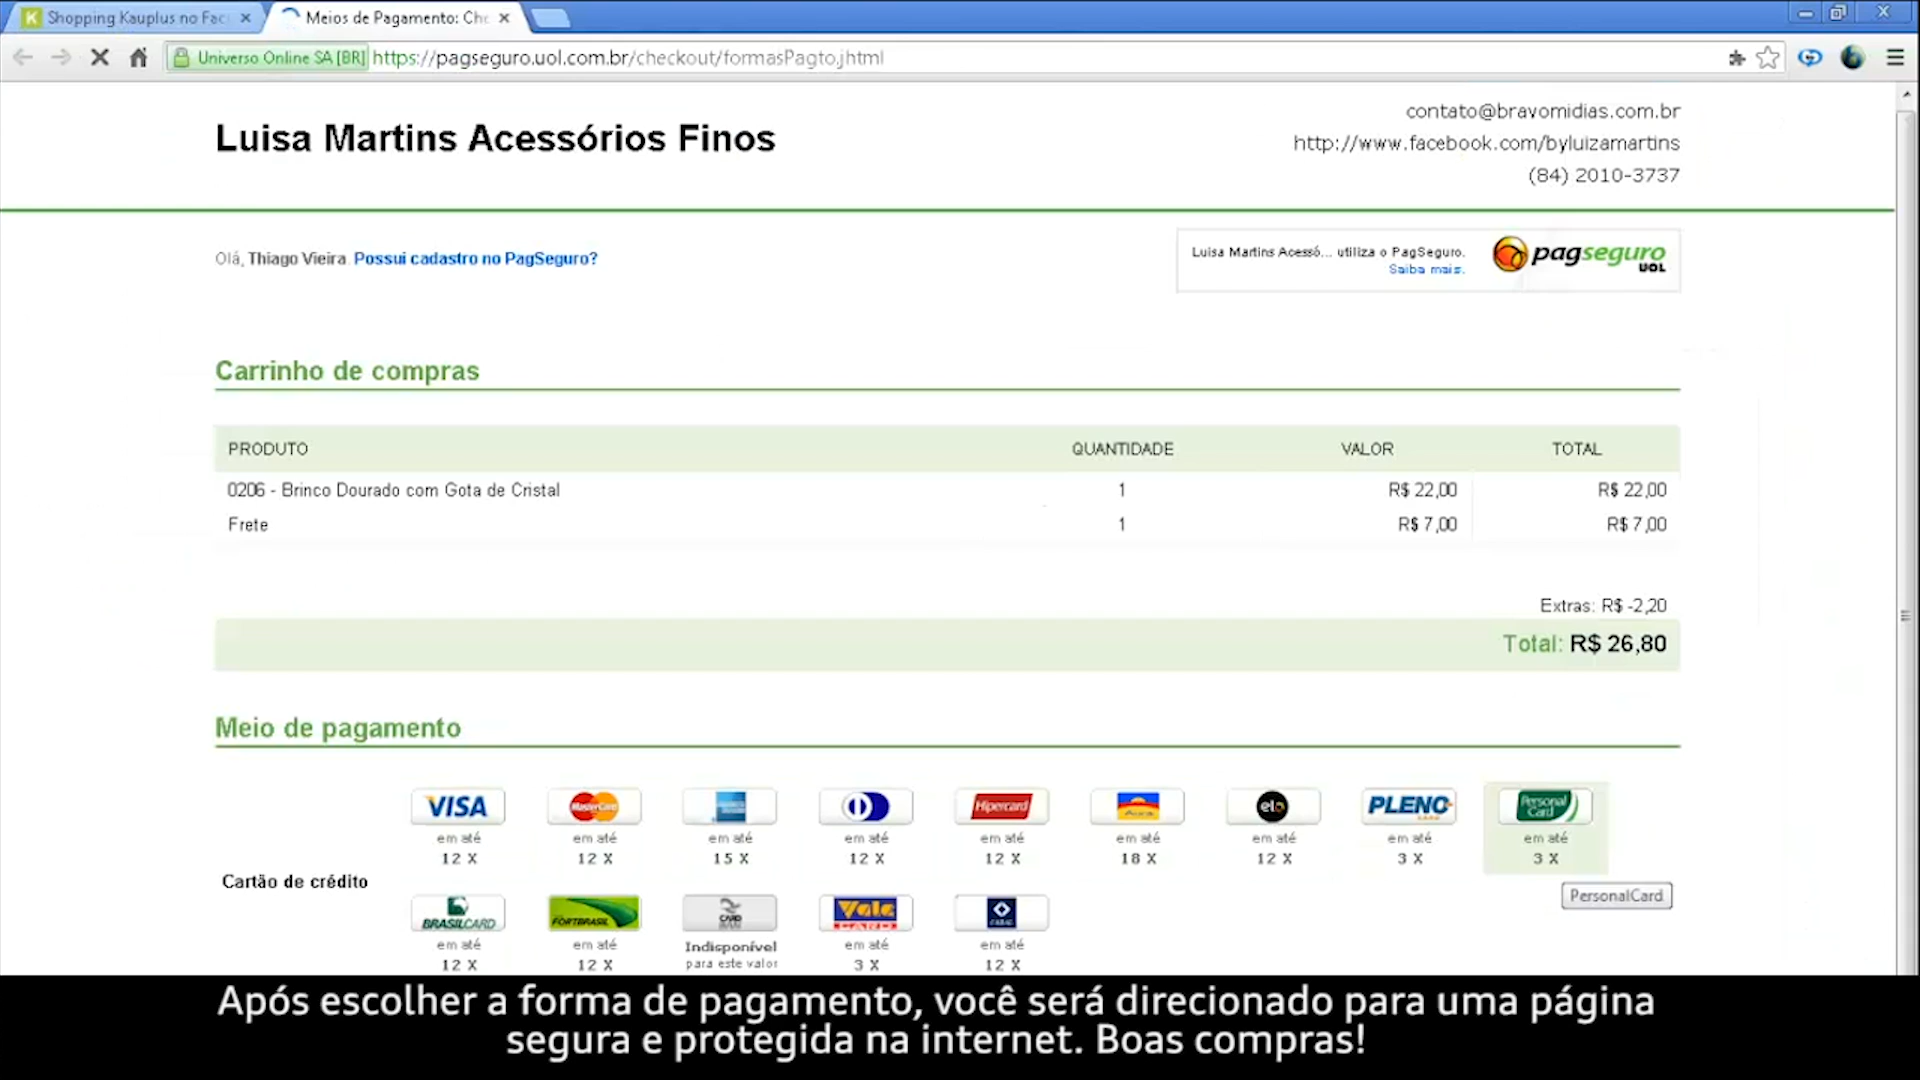 Shopping Kauplus no Fac
Meios de Pagamento: Che
Universo Online SA [BR] https://pagseguro.uol.com.br/checkout/formasPagto.jhtml
Luisa Martins Acessórios Finos
contato@bravomidias.com.br
http://www.facebook.com/byluizamartins
(84) 2010-3737
Olá, Thiago Vieira Possui cadastro no PagSeguro?
Luisa Martins Acessó... utiliza o PagSeguro.
Saiba mais.
pagseguro
UOL
Carrinho de compras
PRODUTO QUANTIDADE VALOR TOTAL
0206 - Brinco Dourado com Gota de Cristal 1 R$ 22,00 R$ 22,00
Frete 1 R$ 7,00 R$ 7,00
Extras: R$ -2,20
Total: R$ 26,80
Meio de pagamento
VISA MasterCard Hipercard elo PLENO Personal Card
em até em até em até em até em até em até em até em até em até
12 X 12 X 15 X 12 X 12 X 18 X 12 X 3 X 3 X
Cartão de crédito
PersonalCard
BRASILCARD FORTBRASIL Vale
em até em até Indisponível em até em até
12 X 12 X para este valor 3 X 12 X
Após escolher a forma de pagamento, você será direcionado para uma página
segura e protegida na internet. Boas compras!